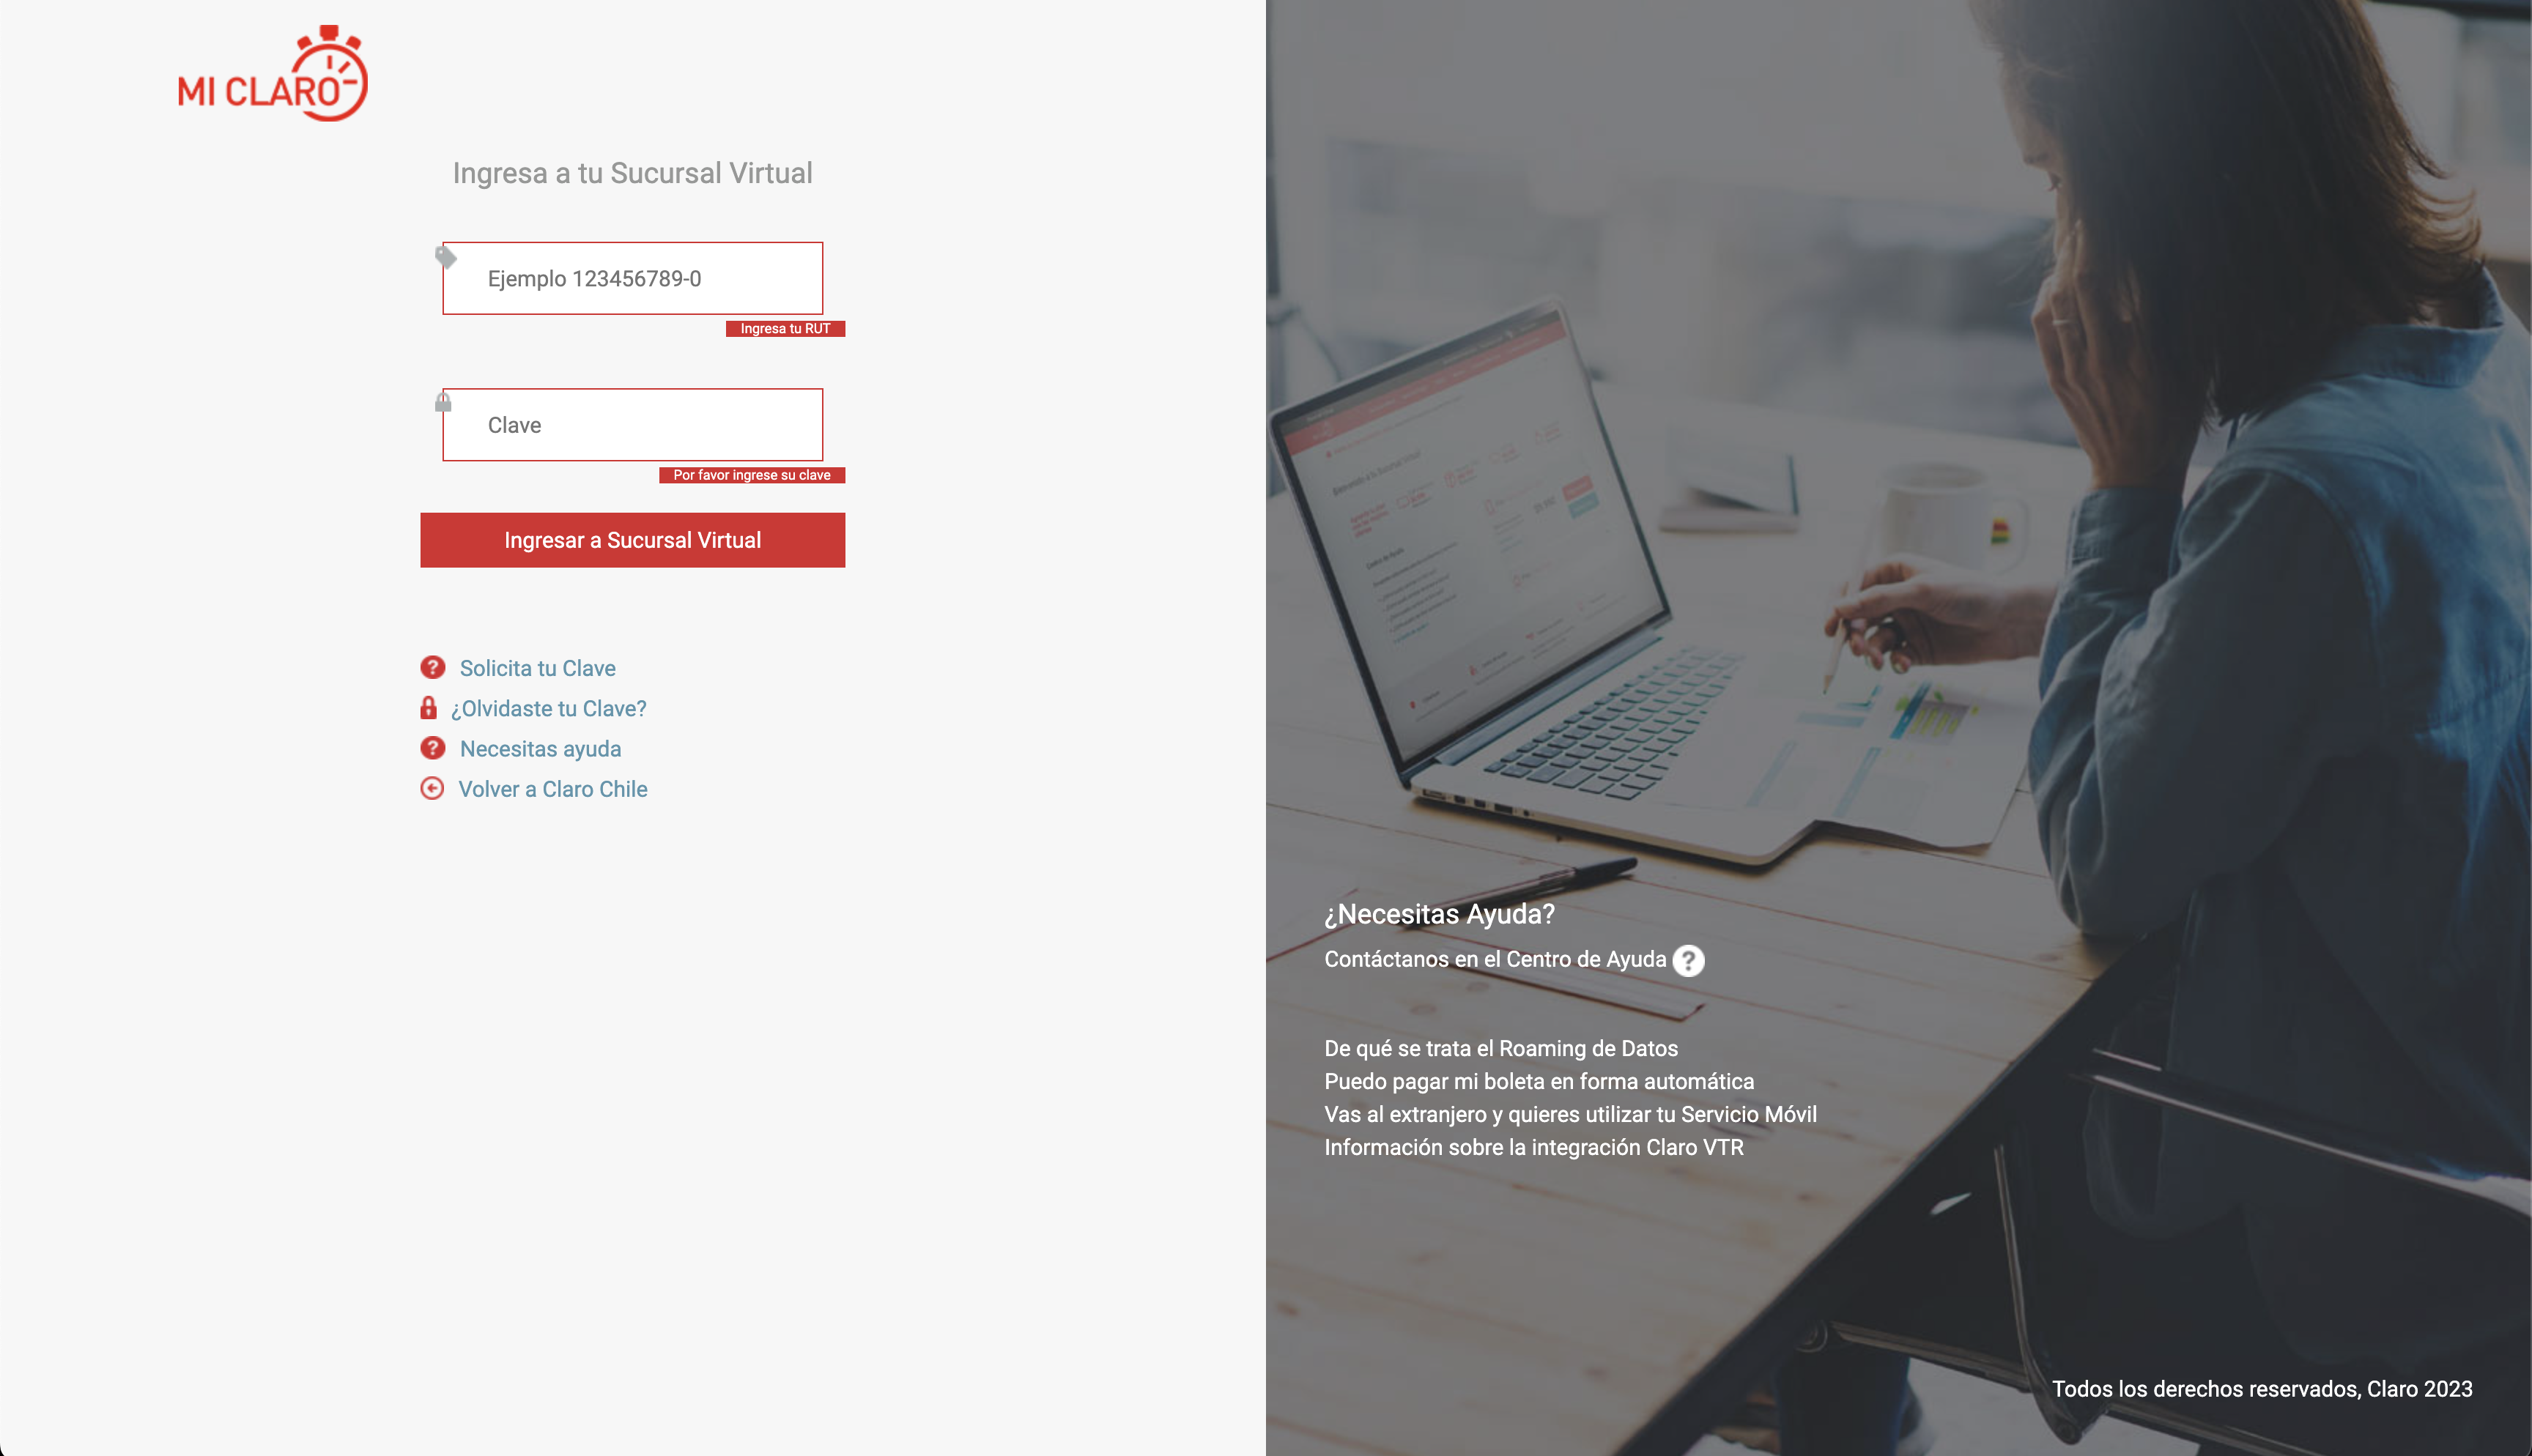 MI CLARO
Ingresa a tu Sucursal Virtual
Ejemplo 123456789-0
Ingresa tu RUT
Clave
Por favor ingrese su clave
Ingresar a Sucursal Virtual
Solicita tu Clave
¿Olvidaste tu Clave?
Necesitas ayuda
Volver a Claro Chile
¿Necesitas Ayuda?
Contáctanos en el Centro de Ayuda
De qué se trata el Roaming de Datos
Puedo pagar mi boleta en forma automática
Vas al extranjero y quieres utilizar tu Servicio Móvil
Información sobre la integración Claro VTR
Todos los derechos reservados, Claro 2023